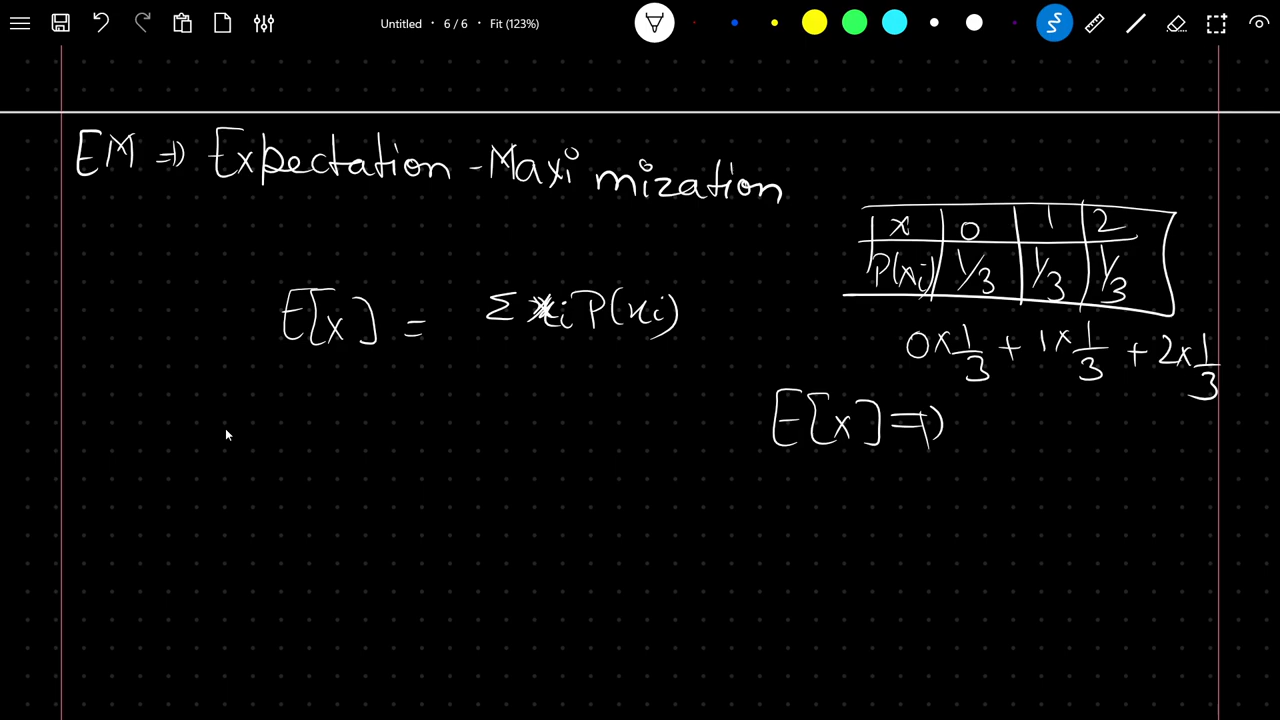 Untitled • 6 / 6 • Fit (123%)
EM ⇒ Expectation - Maximization
x 0 1 2
P(xi) 1/3 1/3 1/3
E[x] = Σ xi P(xi)
0 × 1/3 + 1 × 1/3 + 2 × 1/3
E[x] ⇒